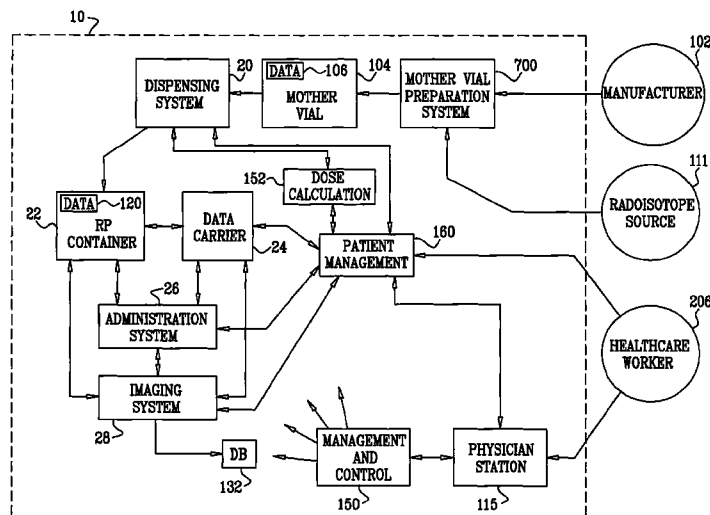 10
20
104
700
102
DISPENSING
SYSTEM
DATA
106
MOTHER
VIAL
MOTHER VIAL
PREPARATION
SYSTEM
MANUFACTURER
111
152
DOSE
CALCULATION
RADOISOTOPE
SOURCE
22
DATA
120
RP
CONTAINER
DATA
CARRIER
24
160
PATIENT
MANAGEMENT
26
ADMINISTRATION
SYSTEM
206
HEALTHCARE
WORKER
IMAGING
SYSTEM
28
DB
132
MANAGEMENT
AND
CONTROL
150
PHYSICIAN
STATION
115